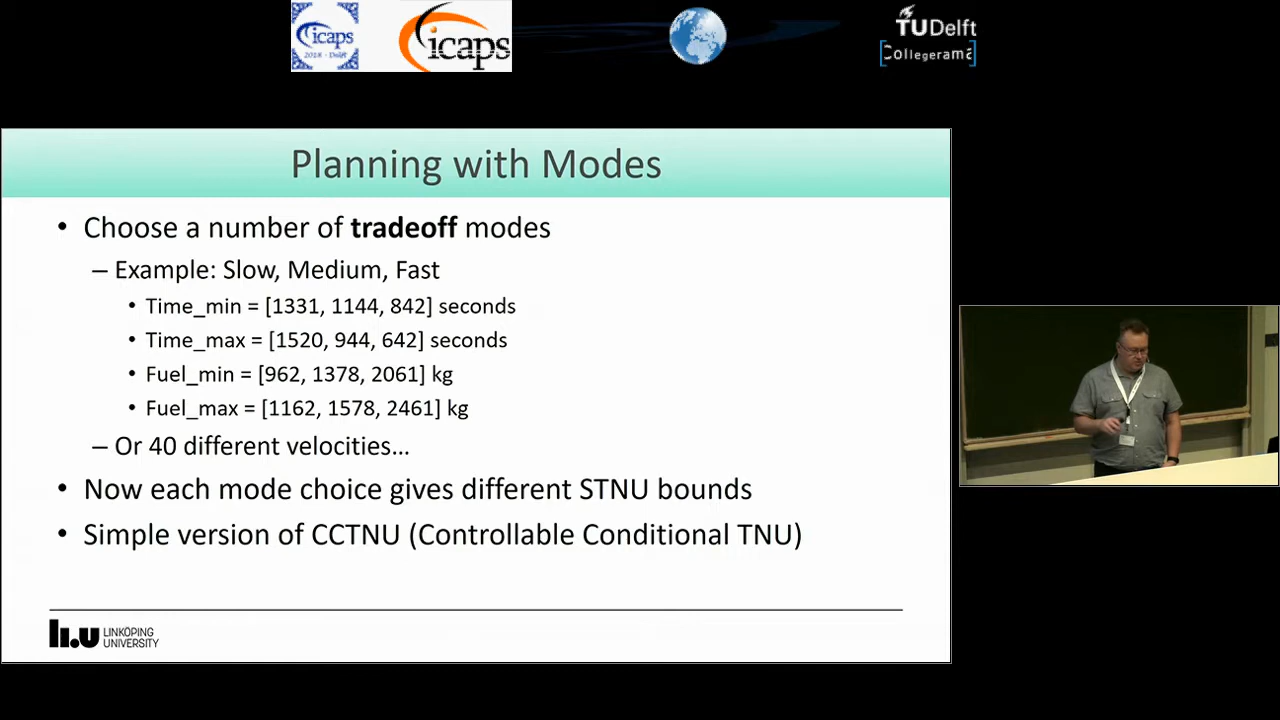 icaps
2018 - Delft
icaps
TUDelft
Collegerama
Planning with Modes
• Choose a number of tradeoff modes
– Example: Slow, Medium, Fast
• Time_min = [1331, 1144, 842] seconds
• Time_max = [1520, 944, 642] seconds
• Fuel_min = [962, 1378, 2061] kg
• Fuel_max = [1162, 1578, 2461] kg
– Or 40 different velocities…
• Now each mode choice gives different STNU bounds
• Simple version of CCTNU (Controllable Conditional TNU)
LINKÖPING
UNIVERSITY